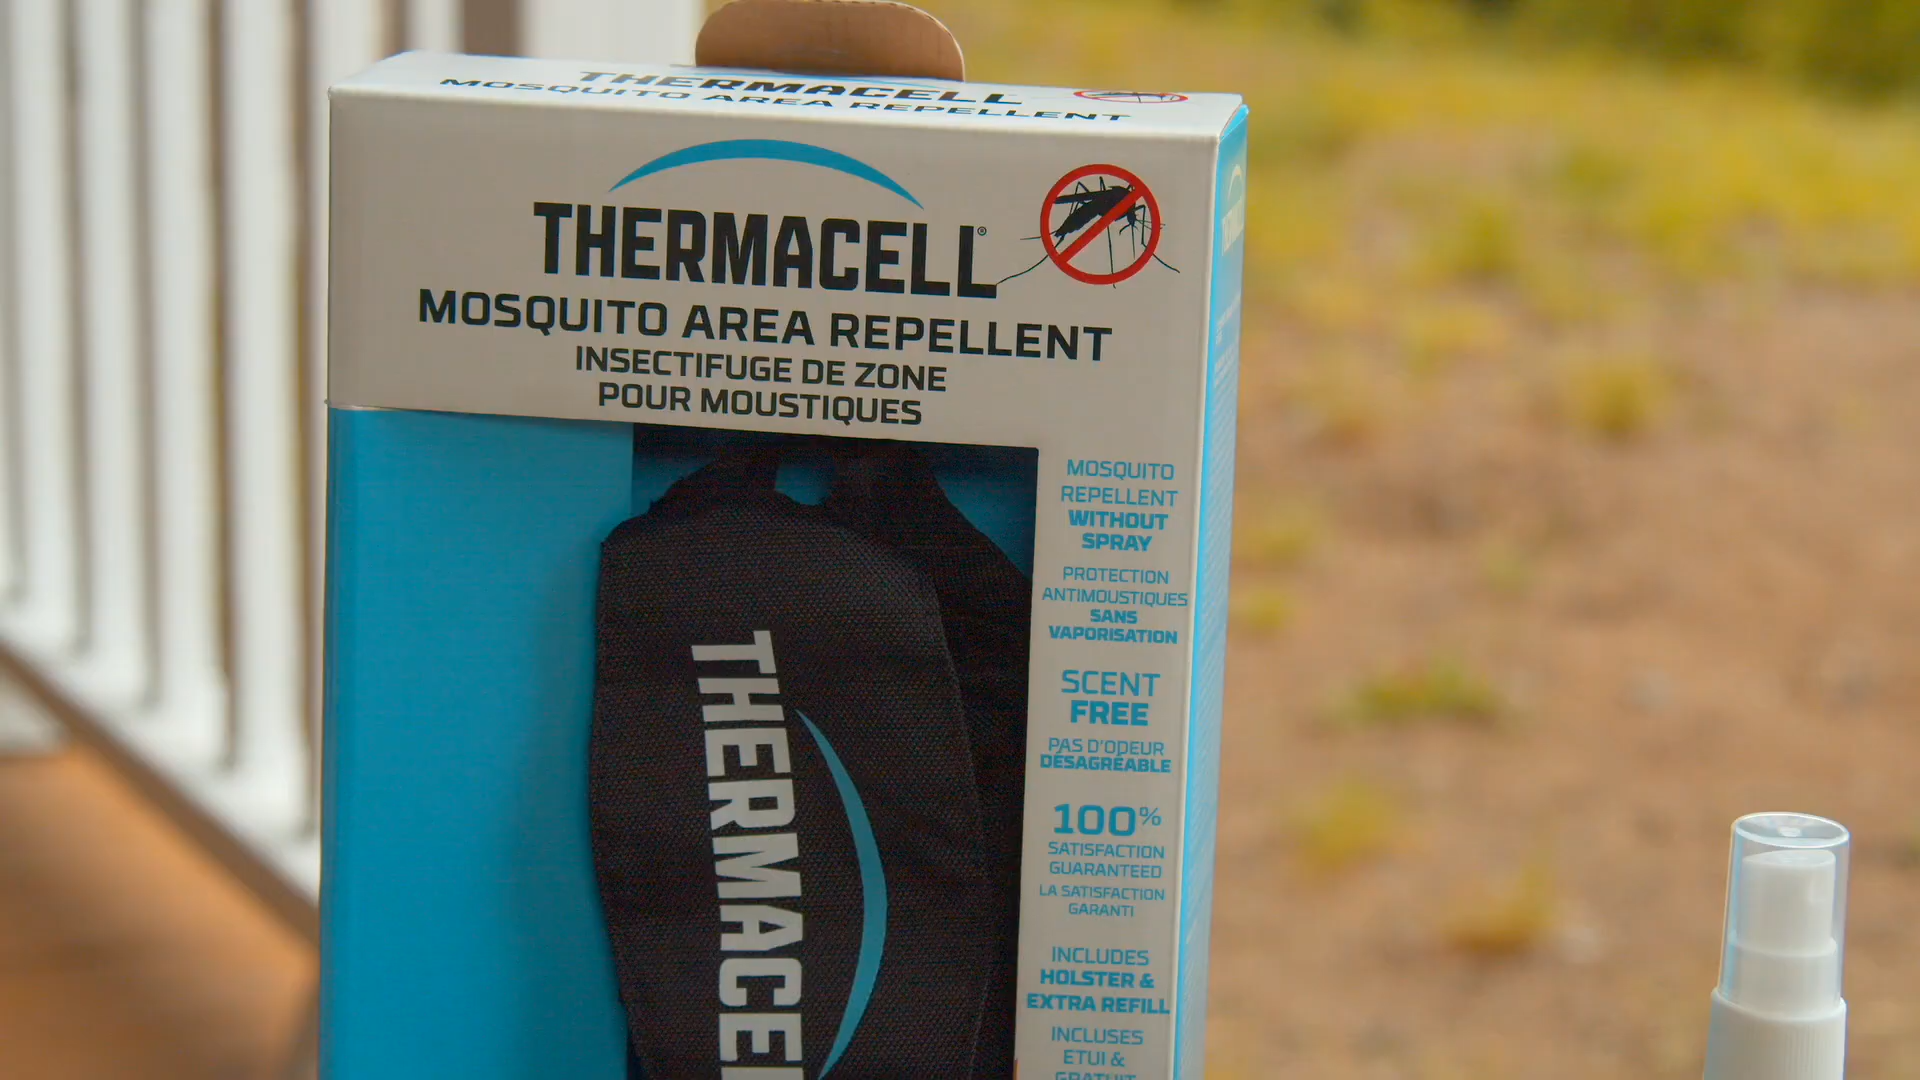 THERMACELL
MOSQUITO AREA REPELLENT
THERMACELL®
MOSQUITO AREA REPELLENT
INSECTIFUGE DE ZONE
POUR MOUSTIQUES
MOSQUITO
REPELLENT
WITHOUT
SPRAY
PROTECTION
ANTIMOUSTIQUES
SANS
VAPORISATION
SCENT
FREE
PAS D'ODEUR
DÉSAGRÉABLE
100%
SATISFACTION
GUARANTEED
LA SATISFACTION
GARANTI
INCLUDES
HOLSTER &
EXTRA REFILL
INCLUSES
ETUI &
GRATUIT
THERMACE